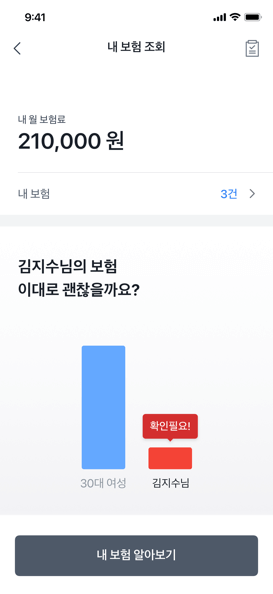 9:41
내 보험 조회
내 월 보험료
210,000 원
내 보험
3건
김지수님의 보험
이대로 괜찮을까요?
확인필요!
30대 여성
김지수님
내 보험 알아보기